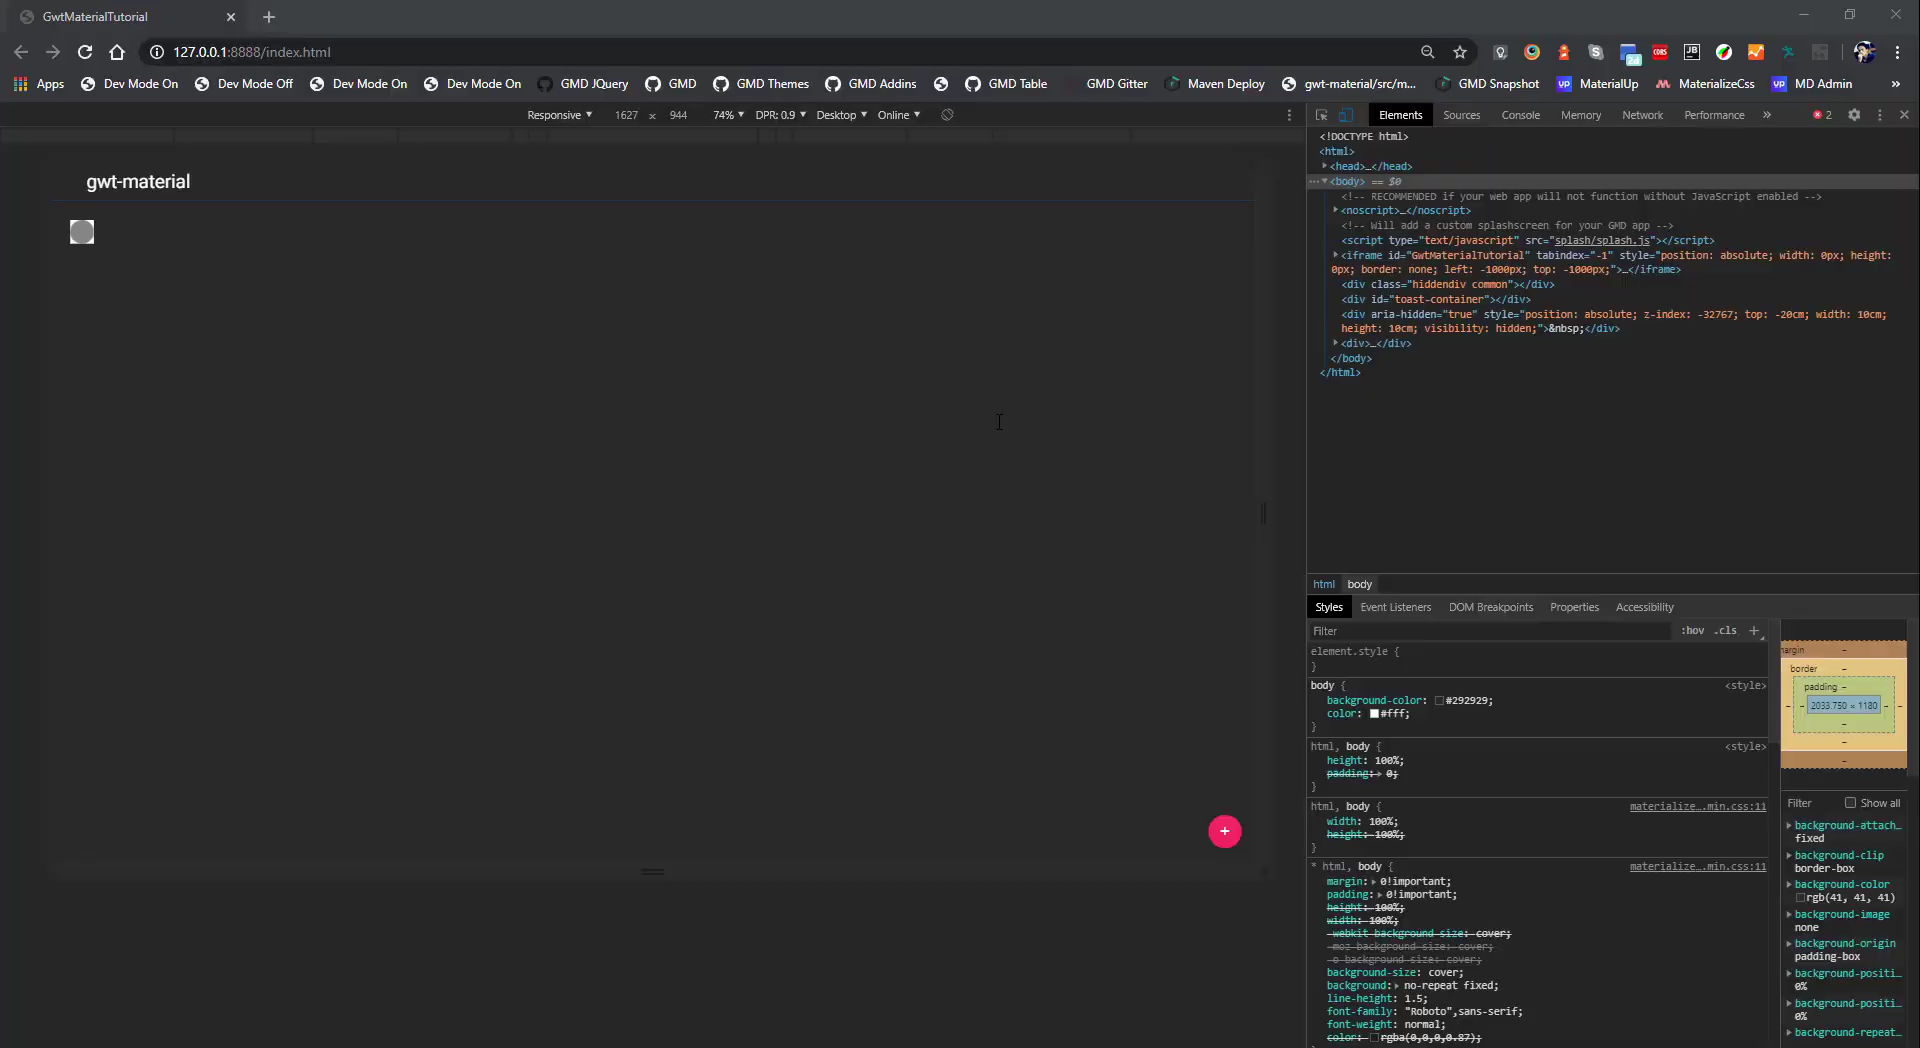 GwtMaterialTutorial
127.0.0.1:8888/index.html
Apps Dev Mode On Dev Mode Off Dev Mode On Dev Mode On GMD JQuery GMD GMD Themes GMD Addins GMD Table GMD Gitter Maven Deploy gwt-material/src/m... GMD Snapshot MaterialUp MaterializeCss MD Admin »
Responsive 1627 × 944 74% DPR: 0.9 Desktop Online
Elements Sources Console Memory Network Performance » 2
gwt-material
+
<!DOCTYPE html>
<html>
<head>…</head>
<body> == $0
<!-- RECOMMENDED if your web app will not function without JavaScript enabled -->
<noscript>…</noscript>
<!-- Will add a custom splashscreen for your GMD app -->
<script type="text/javascript" src="splash/splash.js"></script>
<iframe id="GwtMaterialTutorial" tabindex="-1" style="position: absolute; width: 0px; height:
0px; border: none; left: -1000px; top: -1000px;">…</iframe>
<div class="hiddendiv common"></div>
<div id="toast-container"></div>
<div aria-hidden="true" style="position: absolute; z-index: -32767; top: -20cm; width: 10cm;
height: 10cm; visibility: hidden;">&nbsp;</div>
<div>…</div>
</body>
</html>
html body
Styles Event Listeners DOM Breakpoints Properties Accessibility
Filter :hov .cls +
element.style {
}
body { <style>
background-color: #292929;
color: #fff;
}
html, body { <style>
height: 100%;
padding: 0;
}
html, body { materialize….min.css:11
width: 100%;
height: 100%;
}
* html, body { materialize….min.css:11
margin: 0!important;
padding: 0!important;
height: 100%;
width: 100%;
-webkit-background-size: cover;
-moz-background-size: cover;
-o-background-size: cover;
background-size: cover;
background: no-repeat fixed;
line-height: 1.5;
font-family: "Roboto",sans-serif;
font-weight: normal;
color: rgba(0,0,0,0.87);
border –
padding –
2033.750 × 1180
Filter Show all
background-attach…
fixed
background-clip
border-box
background-color
rgb(41, 41, 41)
background-image
none
background-origin
padding-box
background-positi…
0%
background-positi…
0%
background-repeat…